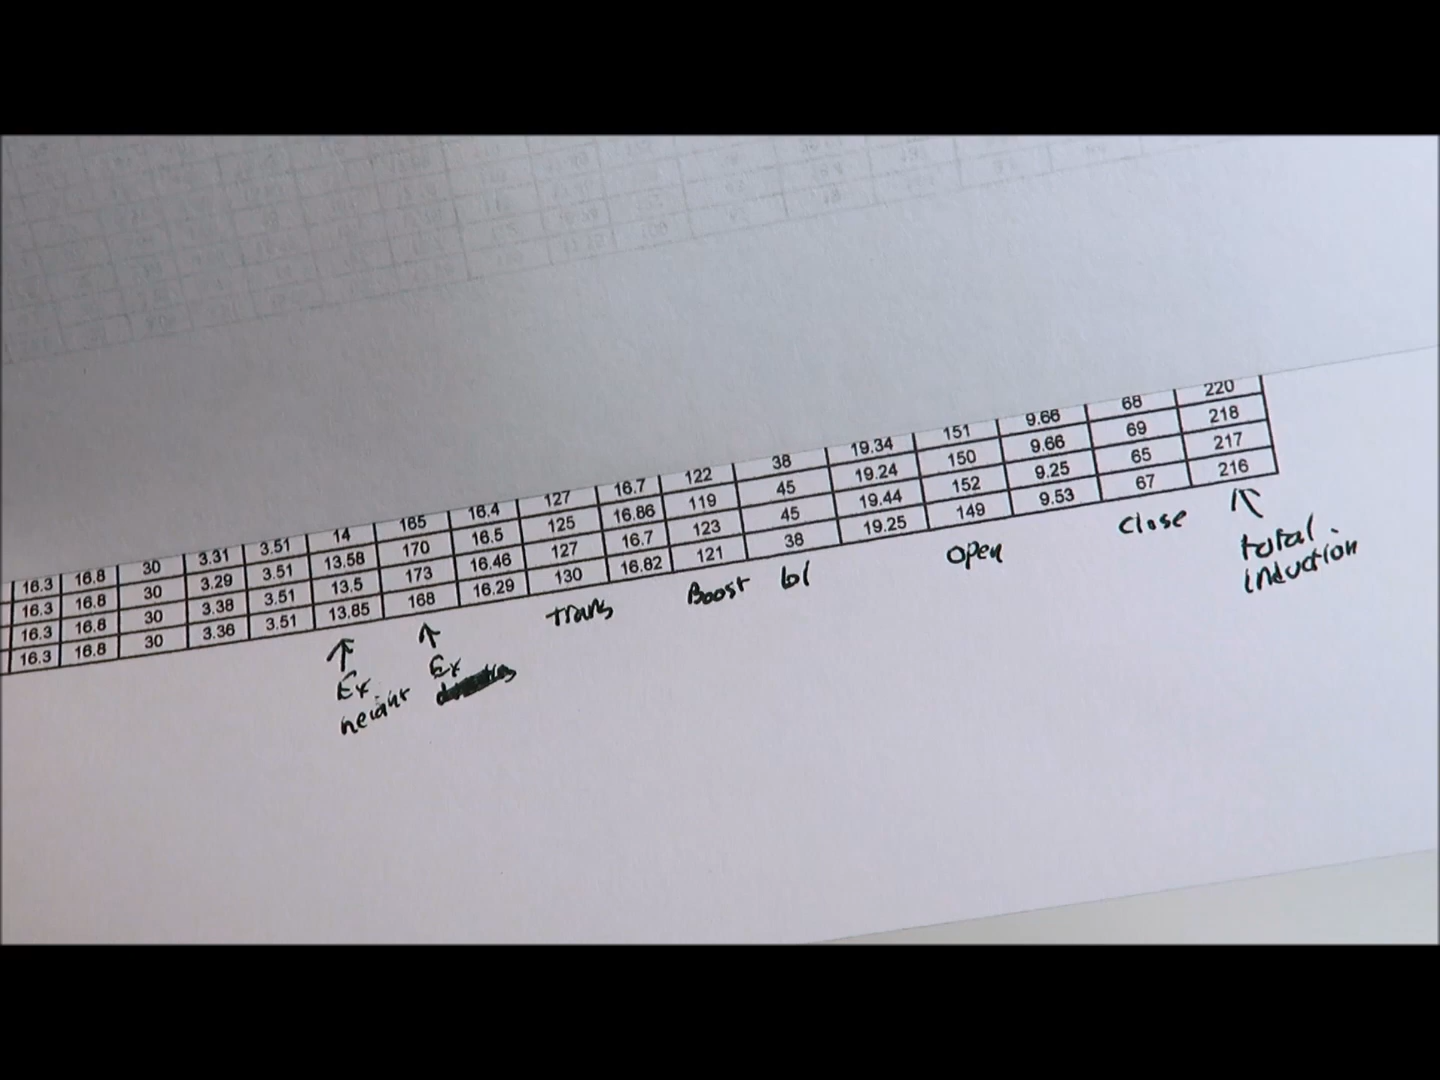 16.3 16.8 30 3.31 3.51 14 165 16.4 127 16.7 122 38 19.34 151 9.66 68 220
16.3 16.8 30 3.29 3.51 13.58 170 16.5 125 16.86 119 45 19.24 150 9.66 69 218
16.3 16.8 30 3.38 3.51 13.5 173 16.46 127 16.7 123 45 19.44 152 9.25 65 217
16.3 16.8 30 3.36 3.51 13.85 168 16.29 130 16.82 121 38 19.25 149 9.53 67 216
Ex
height
Ex
Trans
Boost
bl
open
close
total
induction